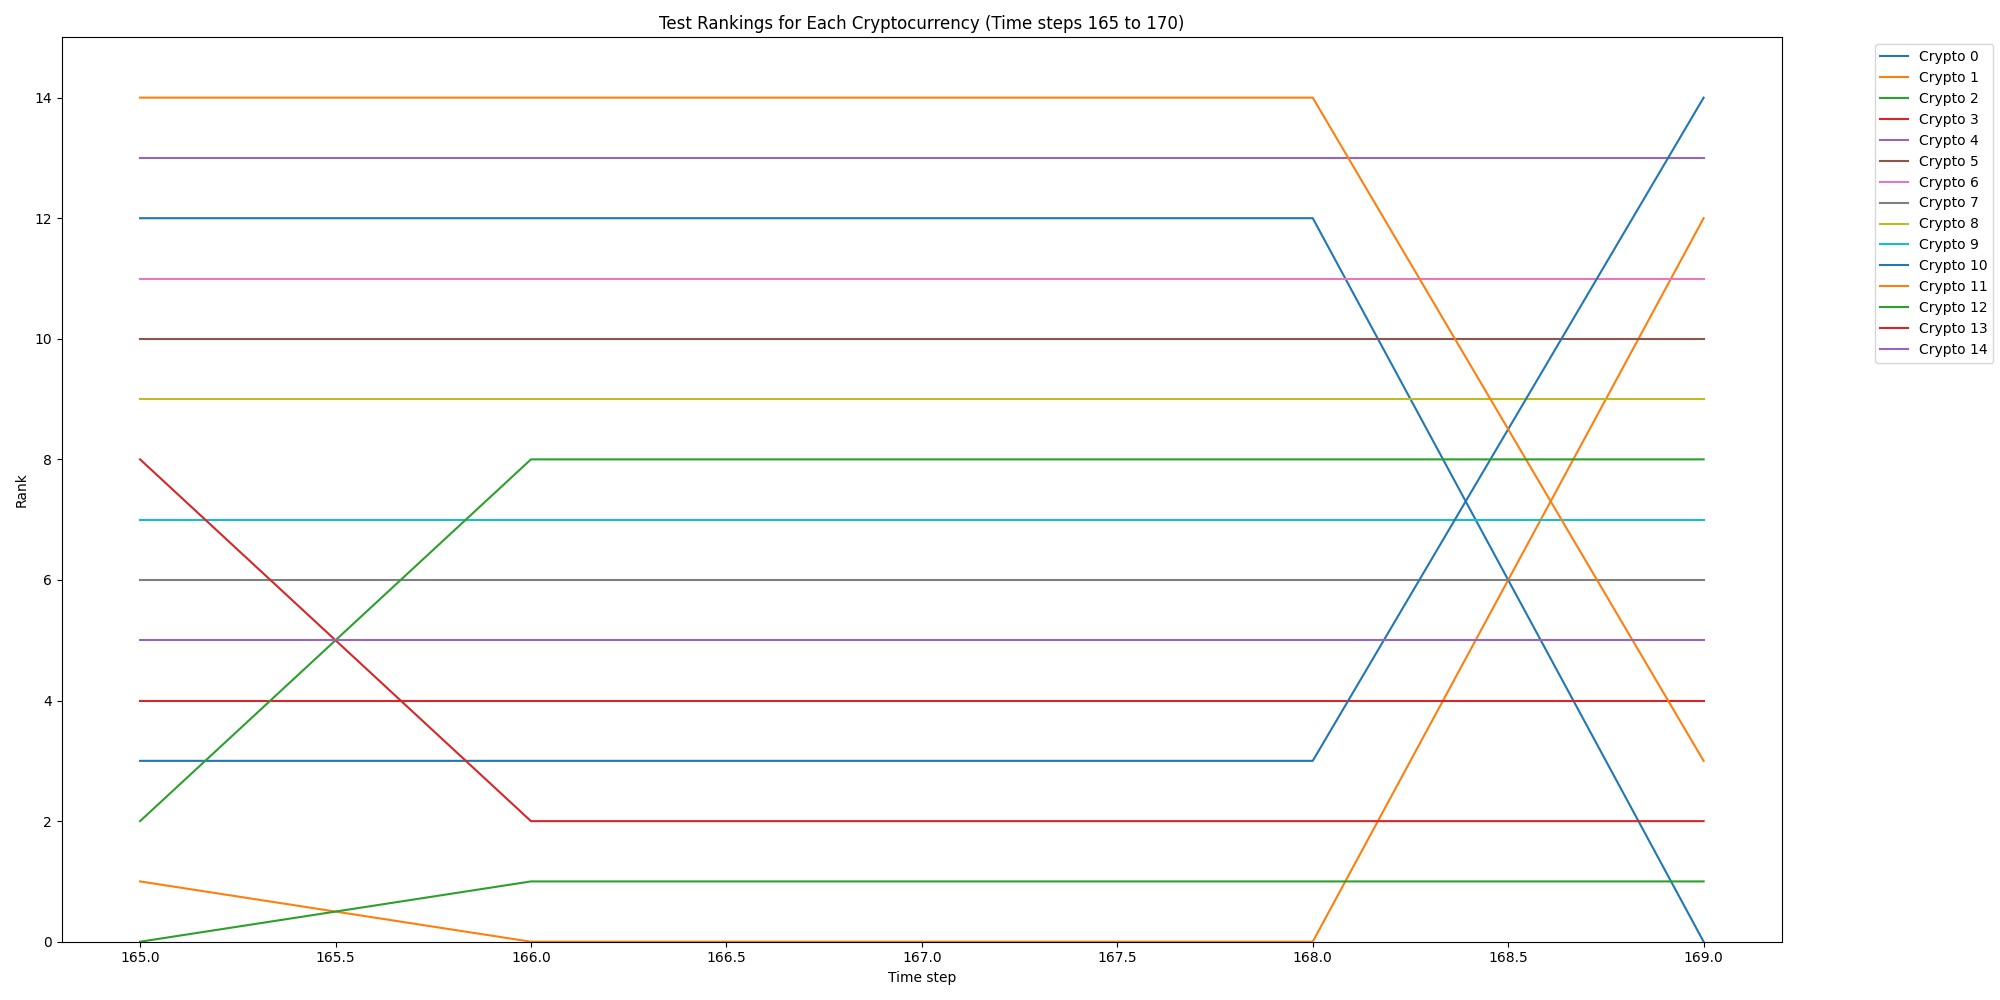 Test Rankings for Each Cryptocurrency (Time steps 165 to 170)
14
12
10
8
6
4
2
0
Rank
165.0 165.5 166.0 166.5 167.0 167.5 168.0 168.5 169.0
Time step
Crypto 0
Crypto 1
Crypto 2
Crypto 3
Crypto 4
Crypto 5
Crypto 6
Crypto 7
Crypto 8
Crypto 9
Crypto 10
Crypto 11
Crypto 12
Crypto 13
Crypto 14